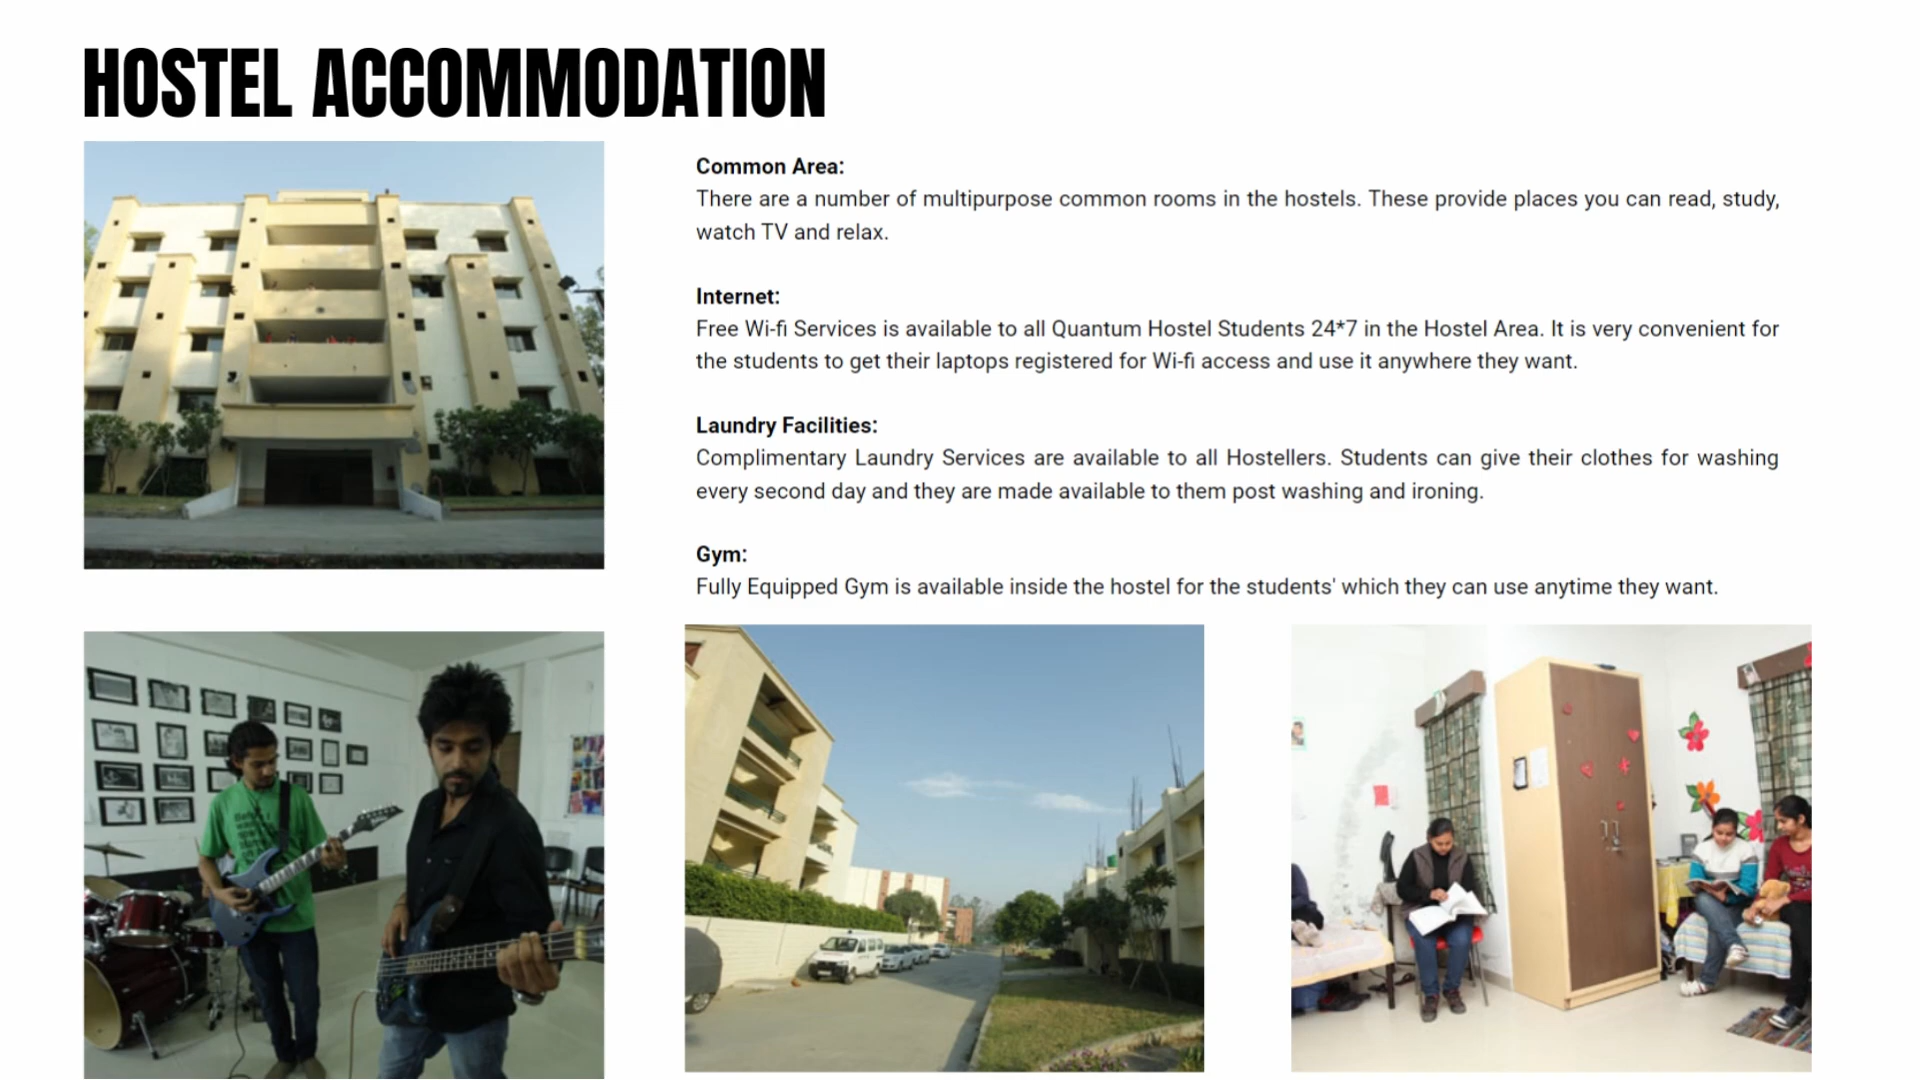 HOSTEL ACCOMMODATION
Common Area:
There are a number of multipurpose common rooms in the hostels. These provide places you can read, study,
watch TV and relax.
Internet:
Free Wi-fi Services is available to all Quantum Hostel Students 24*7 in the Hostel Area. It is very convenient for
the students to get their laptops registered for Wi-fi access and use it anywhere they want.
Laundry Facilities:
Complimentary Laundry Services are available to all Hostellers. Students can give their clothes for washing
every second day and they are made available to them post washing and ironing.
Gym:
Fully Equipped Gym is available inside the hostel for the students' which they can use anytime they want.